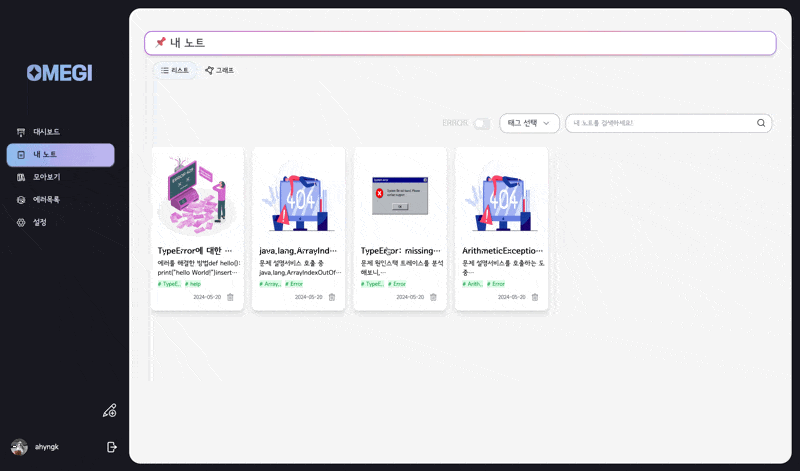 OMEGI
대시보드
내 노트
모아보기
에러목록
설정
ahyngk
📌 내 노트
리스트
그래프
ERROR
태그 선택
내 노트를 검색하세요!
TypeError에 대한 ...
에러를 해결한 방법def hello():
print("hello World!")insert...
# TypeE..
# help
2024-05-20
404
java.lang.ArrayInd...
문제 설명서비스 호출 중
java.lang.ArrayIndexOutOf...
# Array,..
# Error
2024-05-20
OK
TypeError: missing...
문제 원인스택 트레이스를 분석
해보니,...
# TypeE..
# Error
2024-05-20
404
ArithmeticExceptio...
문제 설명서비스를 호출하는 도
중...
# Arith..
# Error
2024-05-20